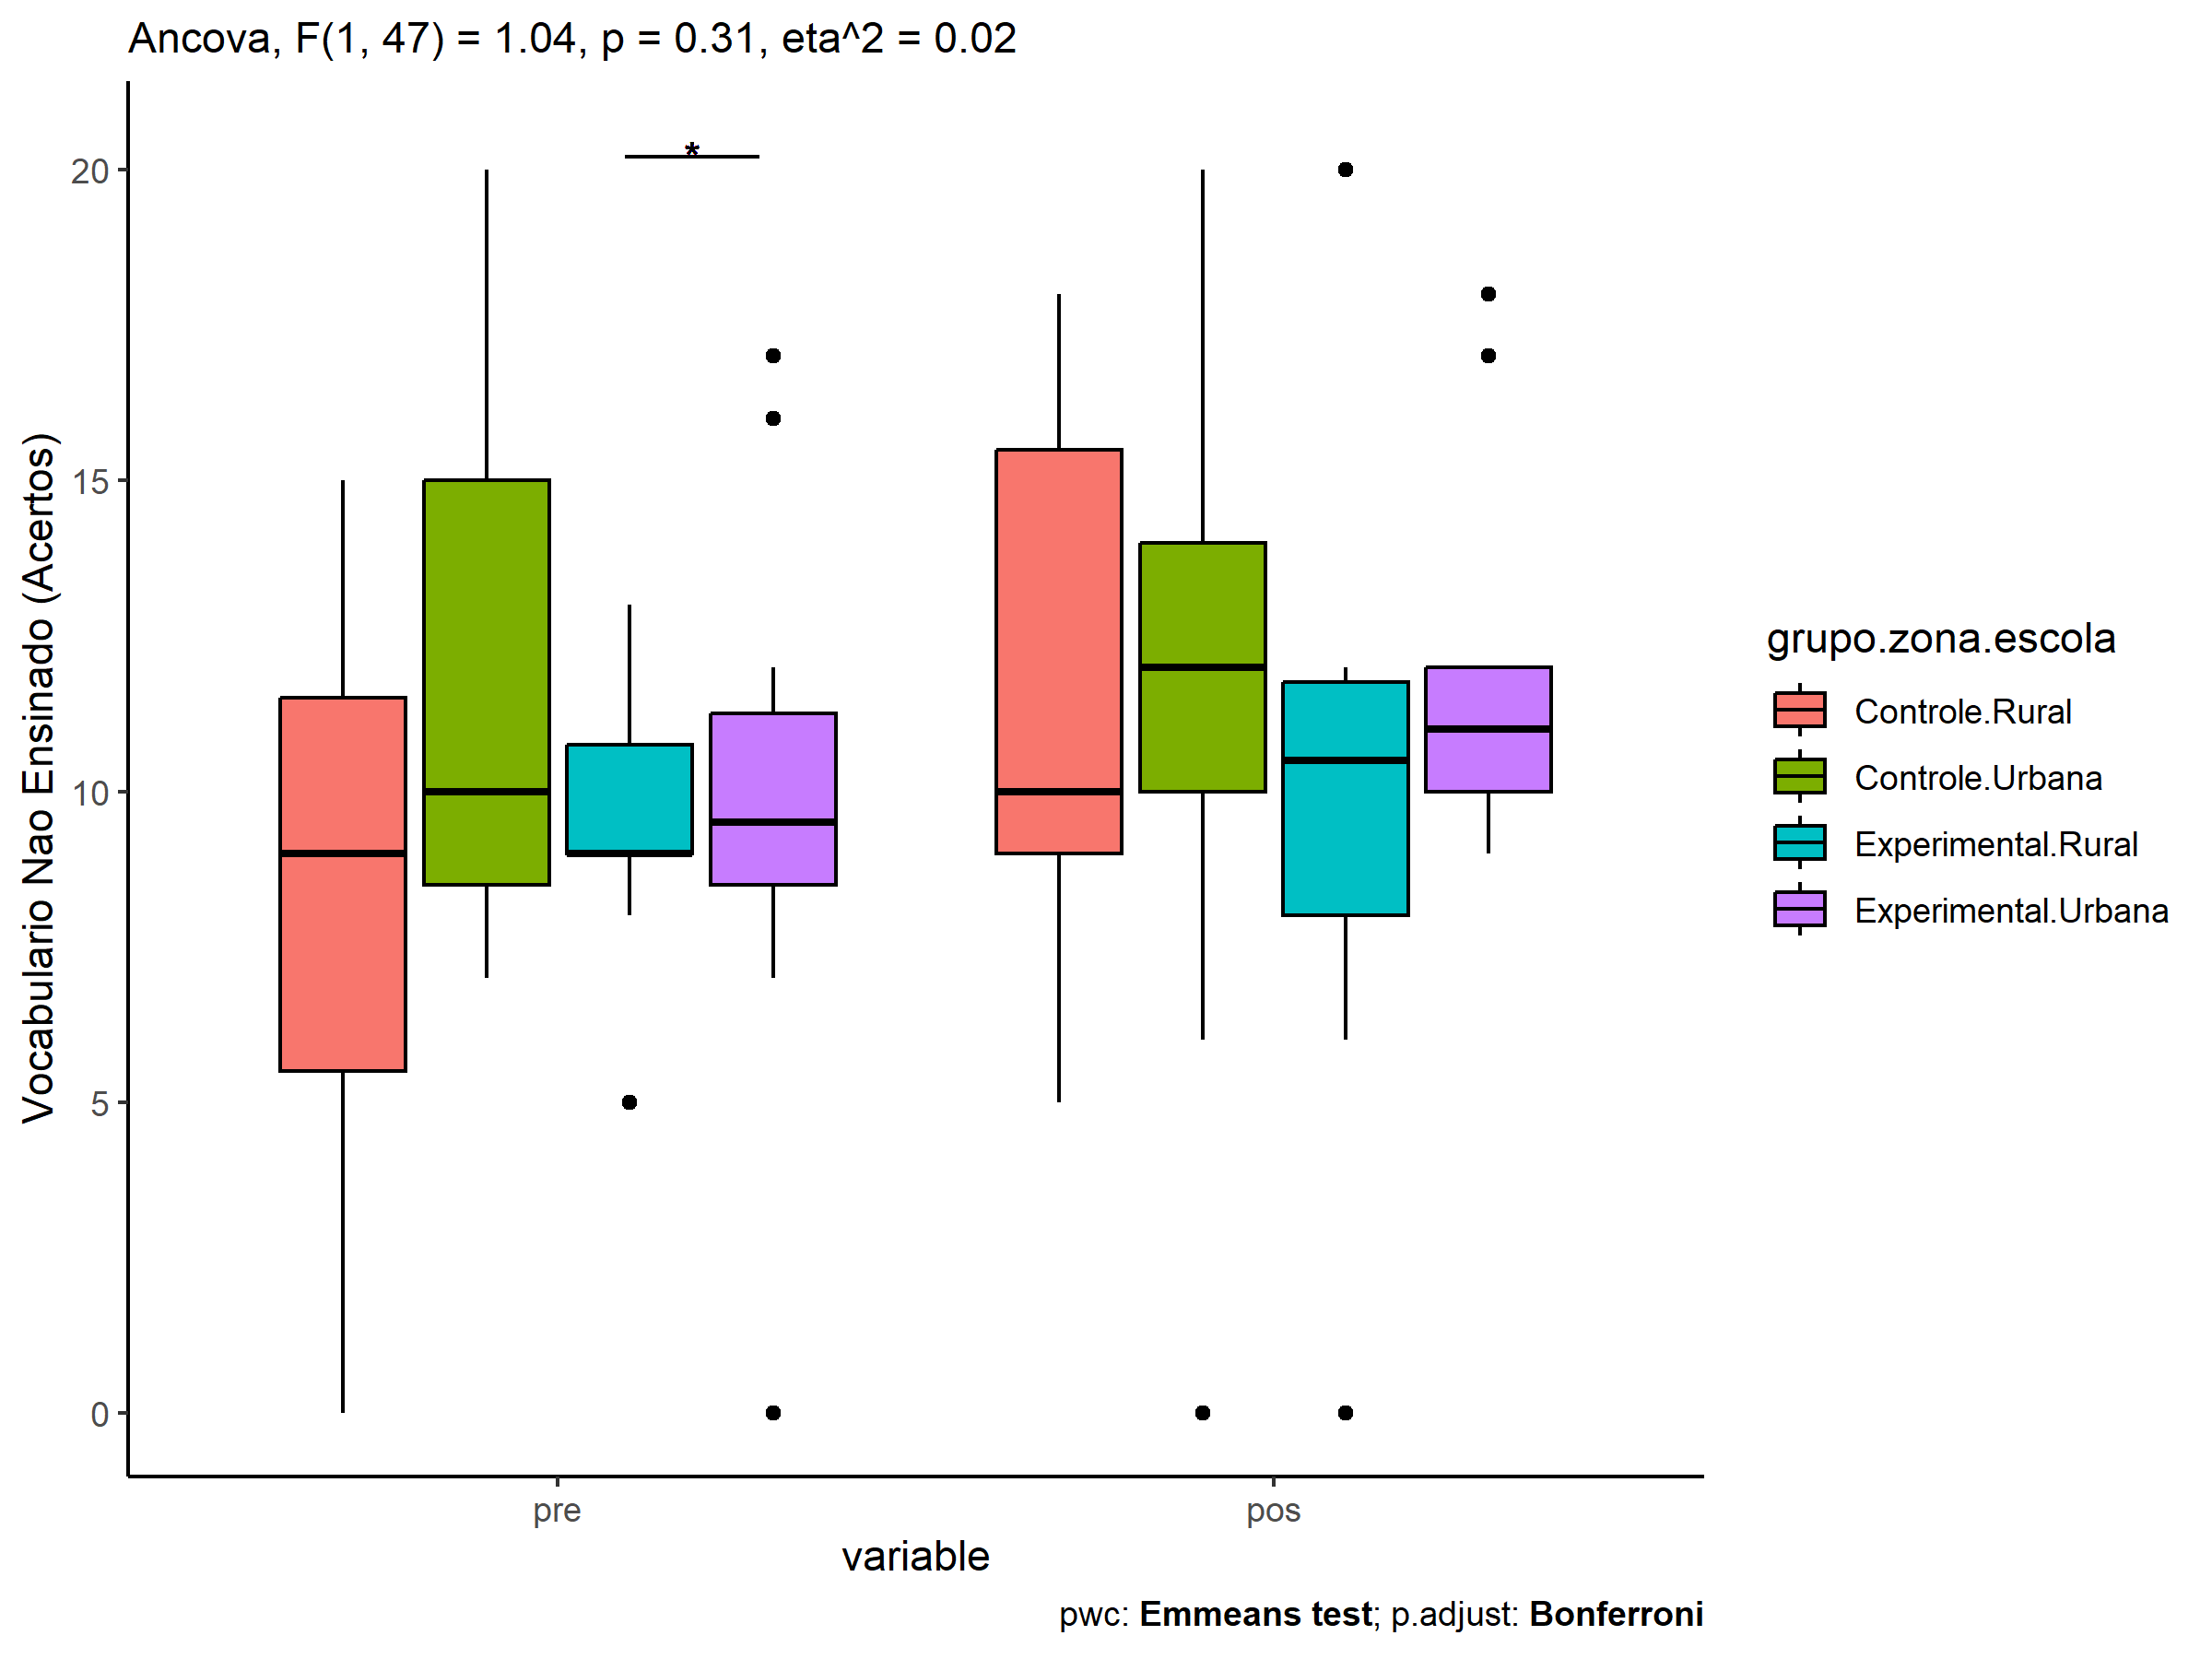 Ancova, F(1, 47) = 1.04, p = 0.31, eta^2 = 0.02
Vocabulario Nao Ensinado (Acertos)
20
15
10
5
0
*
pre
pos
variable
grupo.zona.escola
Controle.Rural
Controle.Urbana
Experimental.Rural
Experimental.Urbana
pwc: Emmeans test; p.adjust: Bonferroni